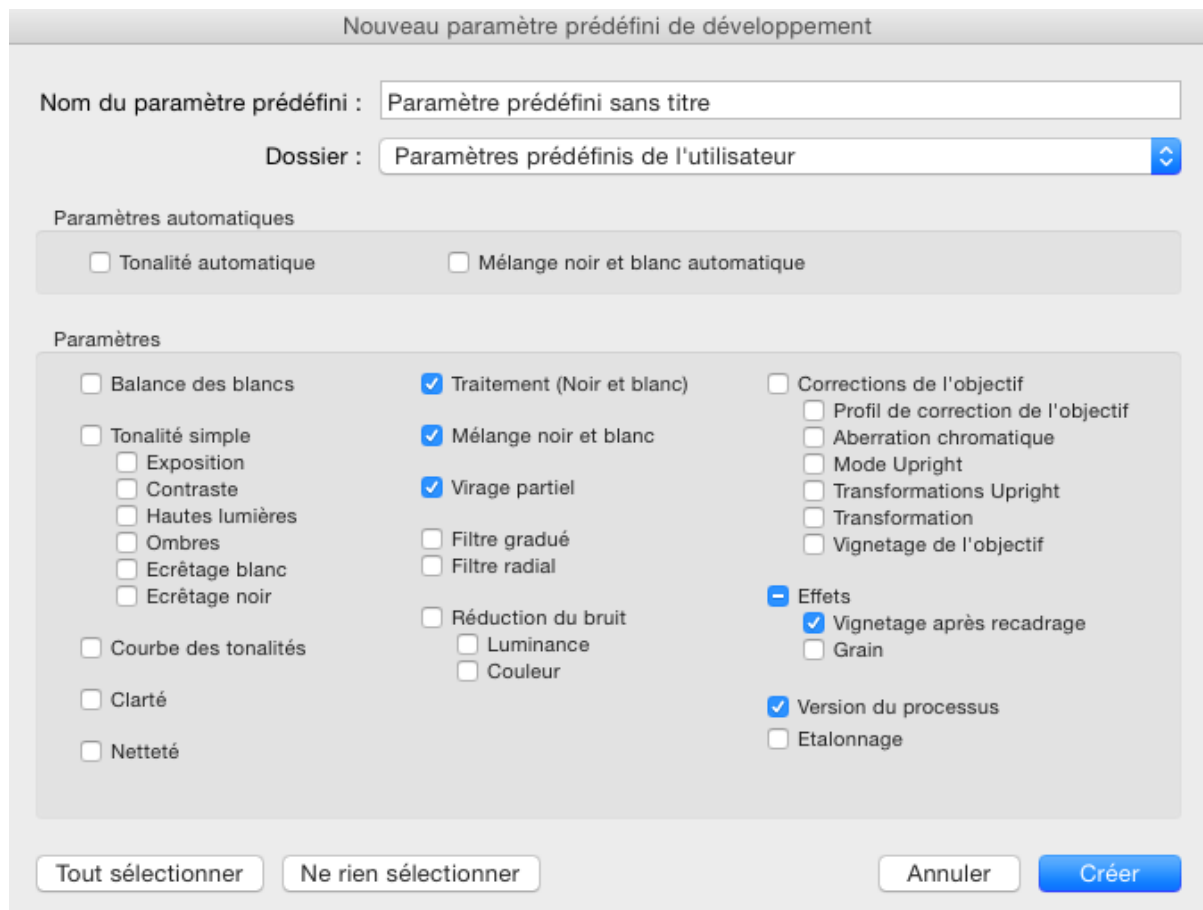 Nouveau paramètre prédéfini de développement
Nom du paramètre prédéfini : Paramètre prédéfini sans titre
Dossier : Paramètres prédéfinis de l'utilisateur
Paramètres automatiques
Tonalité automatique
Mélange noir et blanc automatique
Paramètres
Balance des blancs
Tonalité simple
Exposition
Contraste
Hautes lumières
Ombres
Ecrêtage blanc
Ecrêtage noir
Courbe des tonalités
Clarté
Netteté
Traitement (Noir et blanc)
Mélange noir et blanc
Virage partiel
Filtre gradué
Filtre radial
Réduction du bruit
Luminance
Couleur
Corrections de l'objectif
Profil de correction de l'objectif
Aberration chromatique
Mode Upright
Transformations Upright
Transformation
Vignetage de l'objectif
Effets
Vignetage après recadrage
Grain
Version du processus
Etalonnage
Tout sélectionner
Ne rien sélectionner
Annuler
Créer